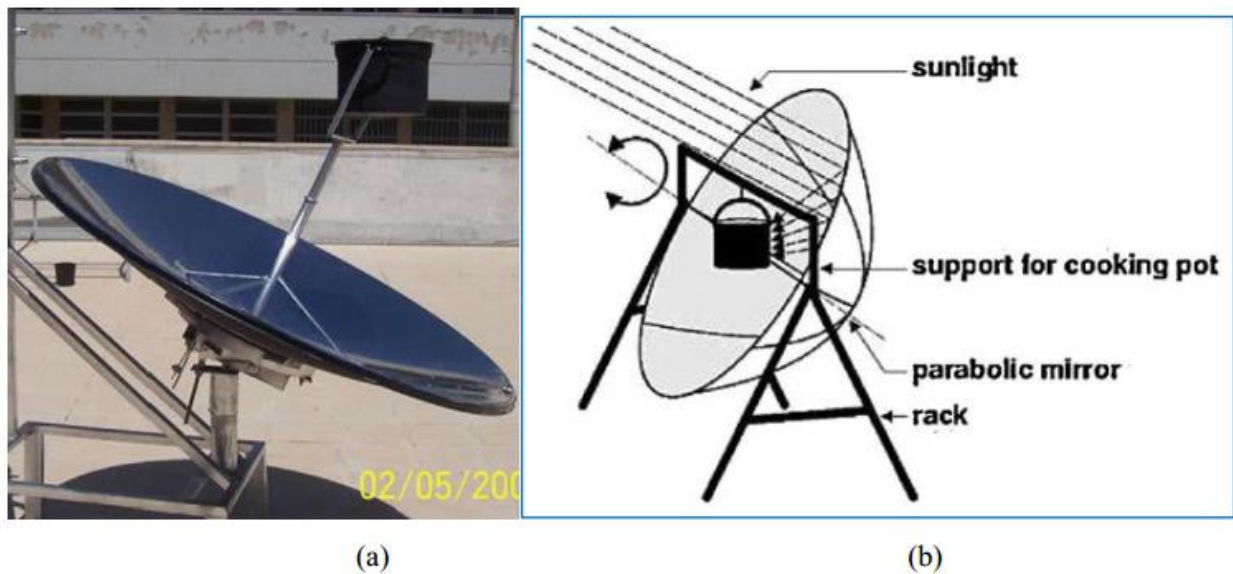 02/05/200
sunlight
support for cooking pot
parabolic mirror
rack
(a)
(b)